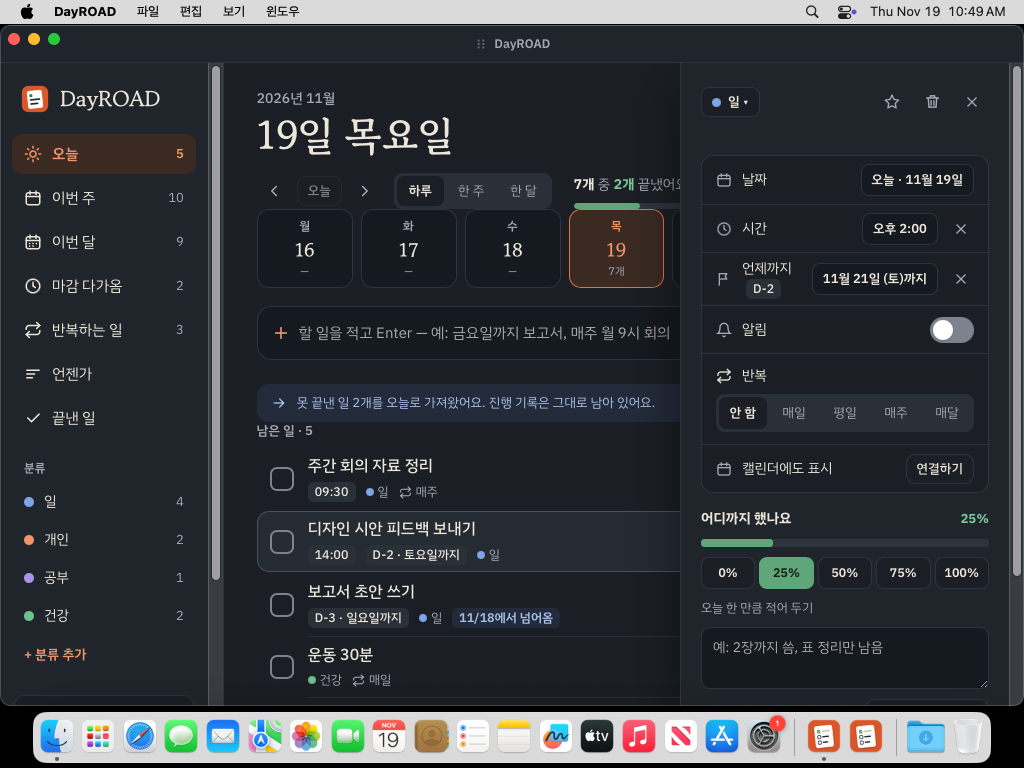 DayROAD 파일 편집 보기 윈도우 Thu Nov 19 10:49 AM
DayROAD
DayROAD
오늘 5
이번 주 10
이번 달 9
마감 다가옴 2
반복하는 일 3
언젠가
끝낸 일
분류
일 4
개인 2
공부 1
건강 2
+ 분류 추가
2026년 11월
19일 목요일
오늘
하루 한 주 한 달
7개 중 2개 끝냈어요
월 화 수 목
16 17 18 19
– – – 7개
+ 할 일을 적고 Enter — 예: 금요일까지 보고서, 매주 월 9시 회의
→ 못 끝낸 일 2개를 오늘로 가져왔어요. 진행 기록은 그대로 남아 있어요.
남은 일 · 5
주간 회의 자료 정리
09:30 일 매주
디자인 시안 피드백 보내기
14:00 D-2 · 토요일까지 일
보고서 초안 쓰기
D-3 · 일요일까지 일 11/18에서 넘어옴
운동 30분
건강 매일
일 ▾
날짜 오늘 · 11월 19일
시간 오후 2:00
언제까지 D-2 11월 21일 (토)까지
알림
반복
안 함 매일 평일 매주 매달
캘린더에도 표시 연결하기
어디까지 했나요 25%
0% 25% 50% 75% 100%
오늘 한 만큼 적어 두기
예: 2장까지 씀, 표 정리만 남음
NOV
19
tv
1